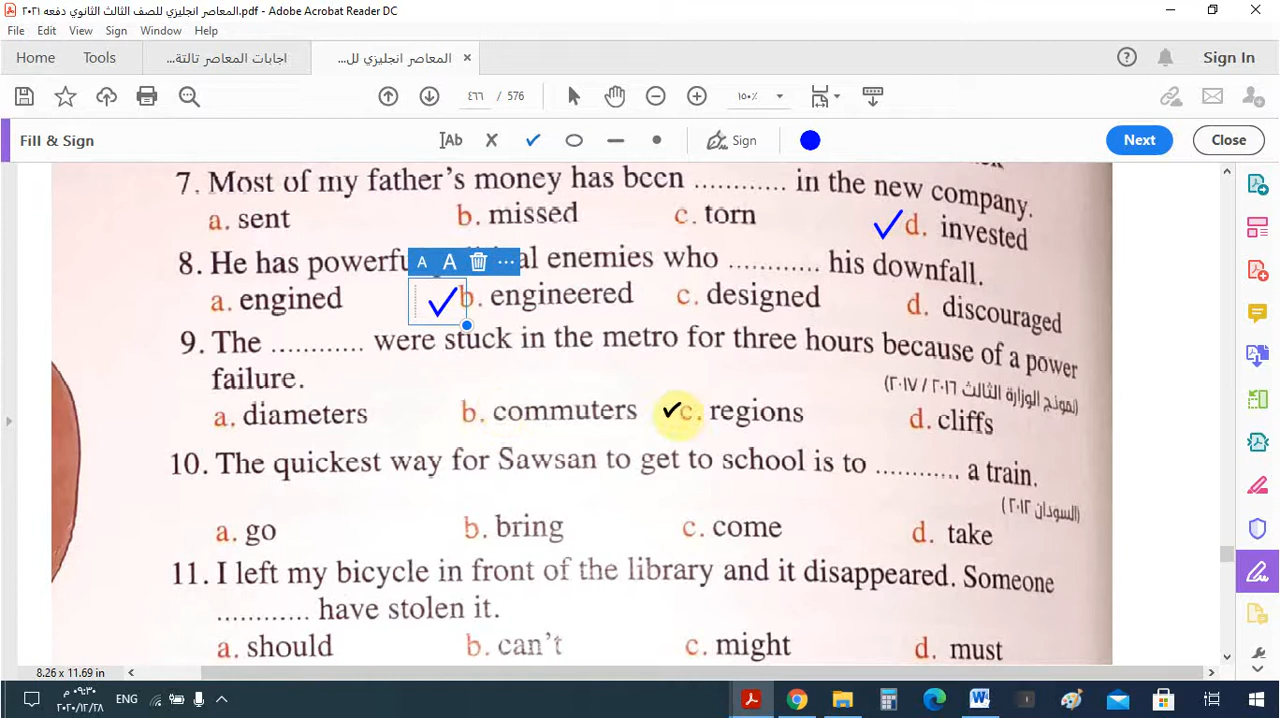 المعاصر انجليزي للصف الثالث الثانوي دفعه ٢٠٢١.pdf - Adobe Acrobat Reader DC
File Edit View Sign Window Help
Home Tools اجابات المعاصر تالتة... المعاصر انجليزي لل... Sign In
٤٦٦ / 576 ١٥٠٪
Fill & Sign Ab Sign Next Close
7. Most of my father's money has been ............ in the new company.
a. sent b. missed c. torn d. invested
8. He has powerfu al enemies who ............ his downfall.
a. engined b. engineered c. designed d. discouraged
9. The ............ were stuck in the metro for three hours because of a power
failure.
(نموذج الوزارة الثالث ٢٠١٦ / ٢٠١٧)
a. diameters b. commuters c. regions d. cliffs
10. The quickest way for Sawsan to get to school is to ............ a train.
(السودان ٢٠١٢)
a. go b. bring c. come d. take
11. I left my bicycle in front of the library and it disappeared. Someone
............ have stolen it.
a. should b. can't c. might d. must
8.26 x 11.69 in
ENG ٠٩:٣٠ م
٢٠٢٠/١٢/٢٨